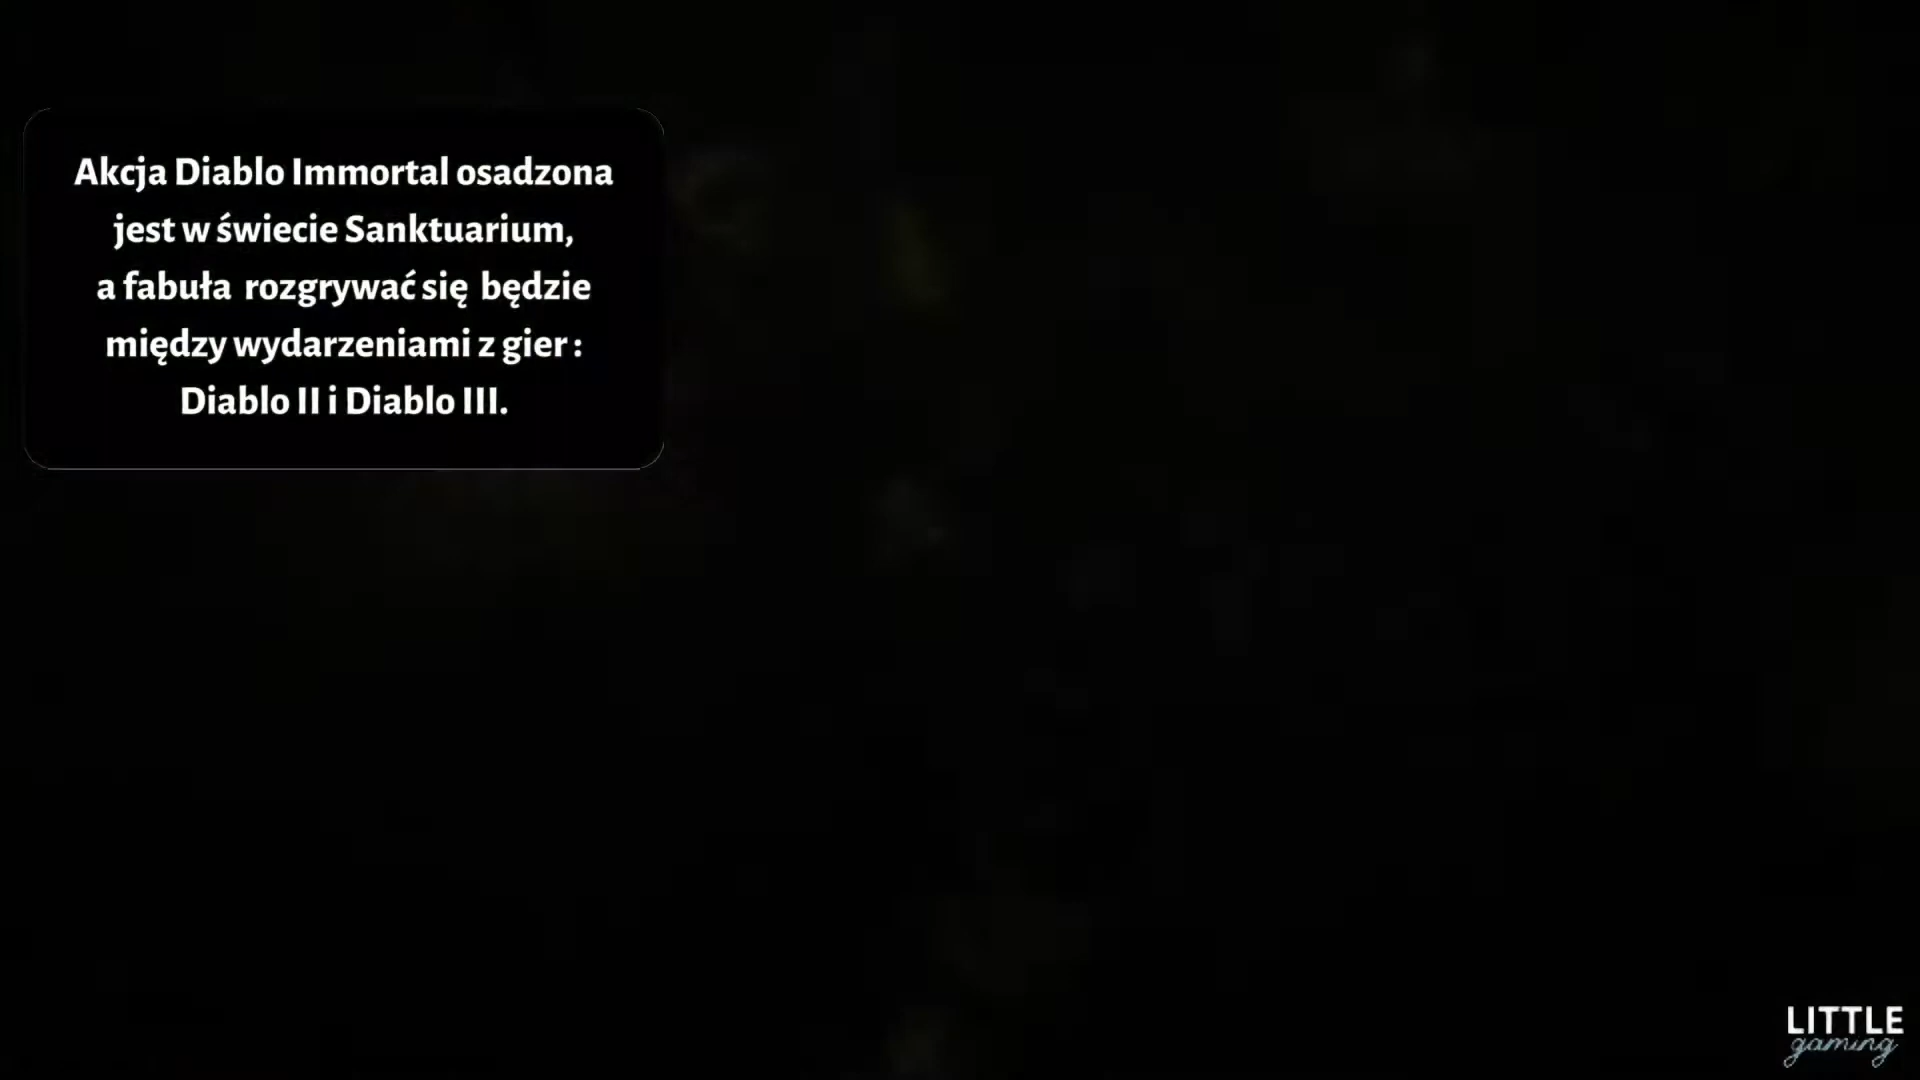 Akcja Diablo Immortal osadzona
jest w świecie Sanktuarium,
a fabuła rozgrywać się będzie
między wydarzeniami z gier :
Diablo II i Diablo III.
LITTLE
gaming